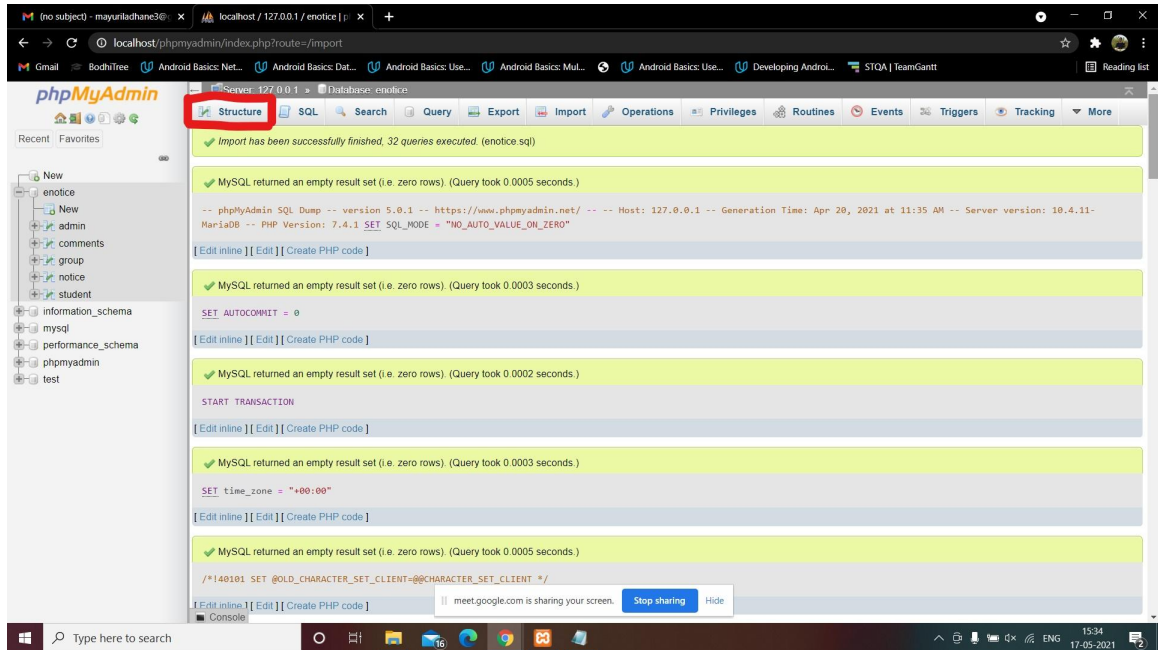 (no subject) - mayuriladhane3@g
localhost / 127.0.0.1 / enotice | p
localhost/phpmyadmin/index.php?route=/import
Gmail BodhiTree Android Basics: Net... Android Basics: Dat... Android Basics: Use... Android Basics: Mul... Android Basics: Use... Developing Androi... STQA | TeamGantt Reading list
phpMyAdmin
Recent Favorites
New
enotice
New
admin
comments
group
notice
student
information_schema
mysql
performance_schema
phpmyadmin
test
Server: 127.0.0.1 » Database: enotice
Structure SQL Search Query Export Import Operations Privileges Routines Events Triggers Tracking More
Import has been successfully finished, 32 queries executed. (enotice.sql)
MySQL returned an empty result set (i.e. zero rows). (Query took 0.0005 seconds.)
-- phpMyAdmin SQL Dump -- version 5.0.1 -- https://www.phpmyadmin.net/ -- -- Host: 127.0.0.1 -- Generation Time: Apr 20, 2021 at 11:35 AM -- Server version: 10.4.11-
MariaDB -- PHP Version: 7.4.1 SET SQL_MODE = "NO_AUTO_VALUE_ON_ZERO"
[ Edit inline ] [ Edit ] [ Create PHP code ]
MySQL returned an empty result set (i.e. zero rows). (Query took 0.0003 seconds.)
SET AUTOCOMMIT = 0
[ Edit inline ] [ Edit ] [ Create PHP code ]
MySQL returned an empty result set (i.e. zero rows). (Query took 0.0002 seconds.)
START TRANSACTION
[ Edit inline ] [ Edit ] [ Create PHP code ]
MySQL returned an empty result set (i.e. zero rows). (Query took 0.0003 seconds.)
SET time_zone = "+00:00"
[ Edit inline ] [ Edit ] [ Create PHP code ]
MySQL returned an empty result set (i.e. zero rows). (Query took 0.0005 seconds.)
/*!40101 SET @OLD_CHARACTER_SET_CLIENT=@@CHARACTER_SET_CLIENT */
[ Edit inline ] [ Edit ] [ Create PHP code ]
meet.google.com is sharing your screen. Stop sharing Hide
Console
Type here to search
16
ENG
15:34
17-05-2021
2